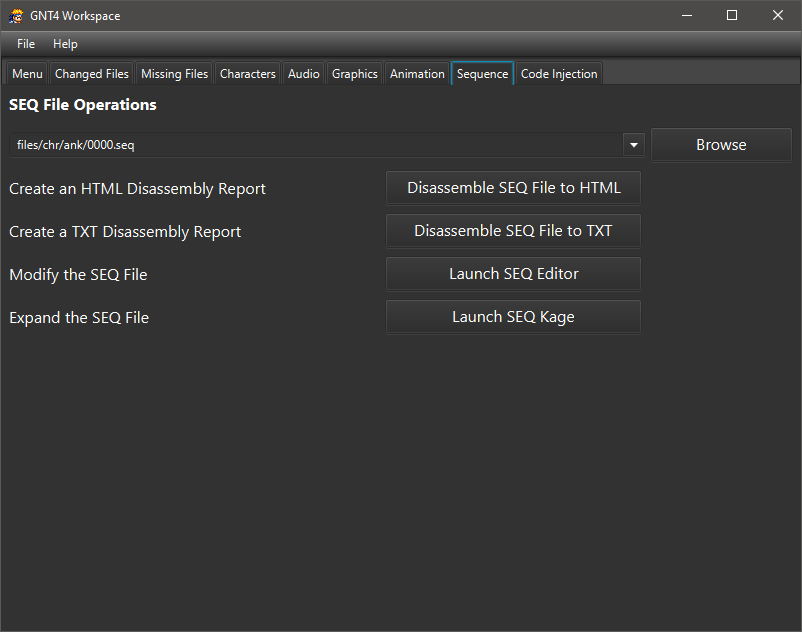 GNT4 Workspace
File Help
Menu Changed Files Missing Files Characters Audio Graphics Animation Sequence Code Injection
SEQ File Operations
files/chr/ank/0000.seq Browse
Create an HTML Disassembly Report Disassemble SEQ File to HTML
Create a TXT Disassembly Report Disassemble SEQ File to TXT
Modify the SEQ File Launch SEQ Editor
Expand the SEQ File Launch SEQ Kage